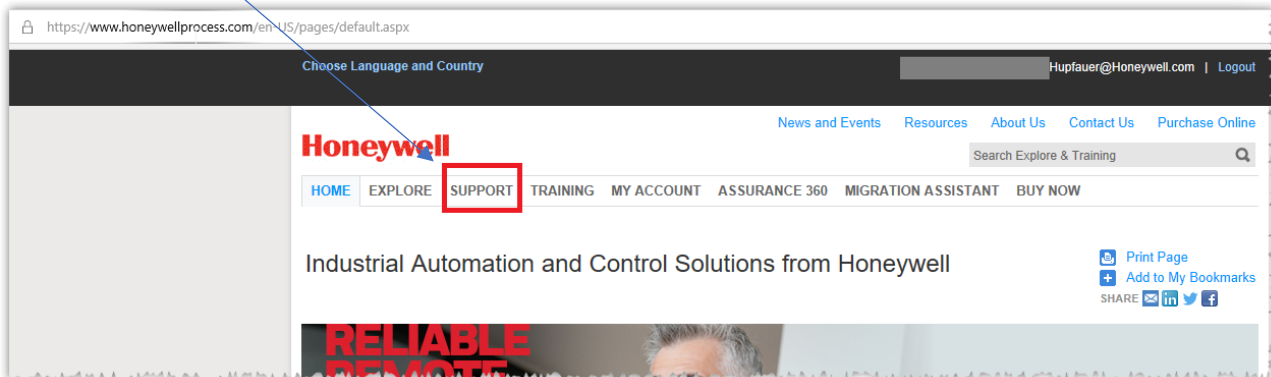 https://www.honeywellprocess.com/en-US/pages/default.aspx
Choose Language and Country
Hupfauer@Honeywell.com | Logout
News and Events Resources About Us Contact Us Purchase Online
Honeywell
Search Explore & Training
HOME EXPLORE SUPPORT TRAINING MY ACCOUNT ASSURANCE 360 MIGRATION ASSISTANT BUY NOW
Industrial Automation and Control Solutions from Honeywell
Print Page
Add to My Bookmarks
SHARE
RELIABLE
REMOTE